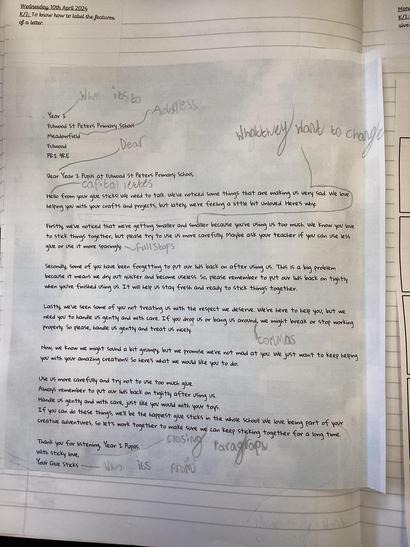 Wednesday 10th April 2024
K/I: To know how to label the features
of a letter.
Who its to
Year 1
Address
Fulwood St Peters Primary School
Meadowfield
Fulwood
PR1 9RE
Dear
What they want to change
Dear Year 1 Pupils at Fulwood St Peters Primary School,
capital letters
Hello from your glue sticks! We need to talk. We've noticed some things that are making us very sad. We love
helping you with your crafts and projects, but lately, we're feeling a little bit unloved. Here's why.
Firstly, we've noticed that we're getting smaller and smaller because you're using us too much. We know you love
to stick things together, but please try to use us more carefully. Maybe ask your teacher if you can use less
glue or use it more sparingly.
Full Stops
Secondly, some of you have been forgetting to put our lids back on after using us. This is a big problem
because it means we dry out quicker and become useless. So, please remember to put our lids back on tightly
when you're finished using us. It will help us stay fresh and ready to stick things together.
Lastly, we've seen some of you not treating us with the respect we deserve. We're here to help you, but we
need you to handle us gently and with care. If you drop us or bang us around, we might break or stop working
properly. So please, handle us gently and treat us nicely.
commas
Now, we know we might sound a bit grumpy, but we promise we're not mad at you. We just want to keep helping
you with your amazing creations! So here's what we would like you to do:
Use us more carefully and try not to use too much glue.
Always remember to put our lids back on tightly after using us.
Handle us gently and with care, just like you would with your toys.
If you can do these things, we'll be the happiest glue sticks in the whole school! We love being part of your
creative adventures, so let's work together to make sure we can keep sticking together for a long time.
Thank you for listening, Year 1 Pupils.
closing Paragraph
With sticky love,
Your Glue Sticks
Who its from